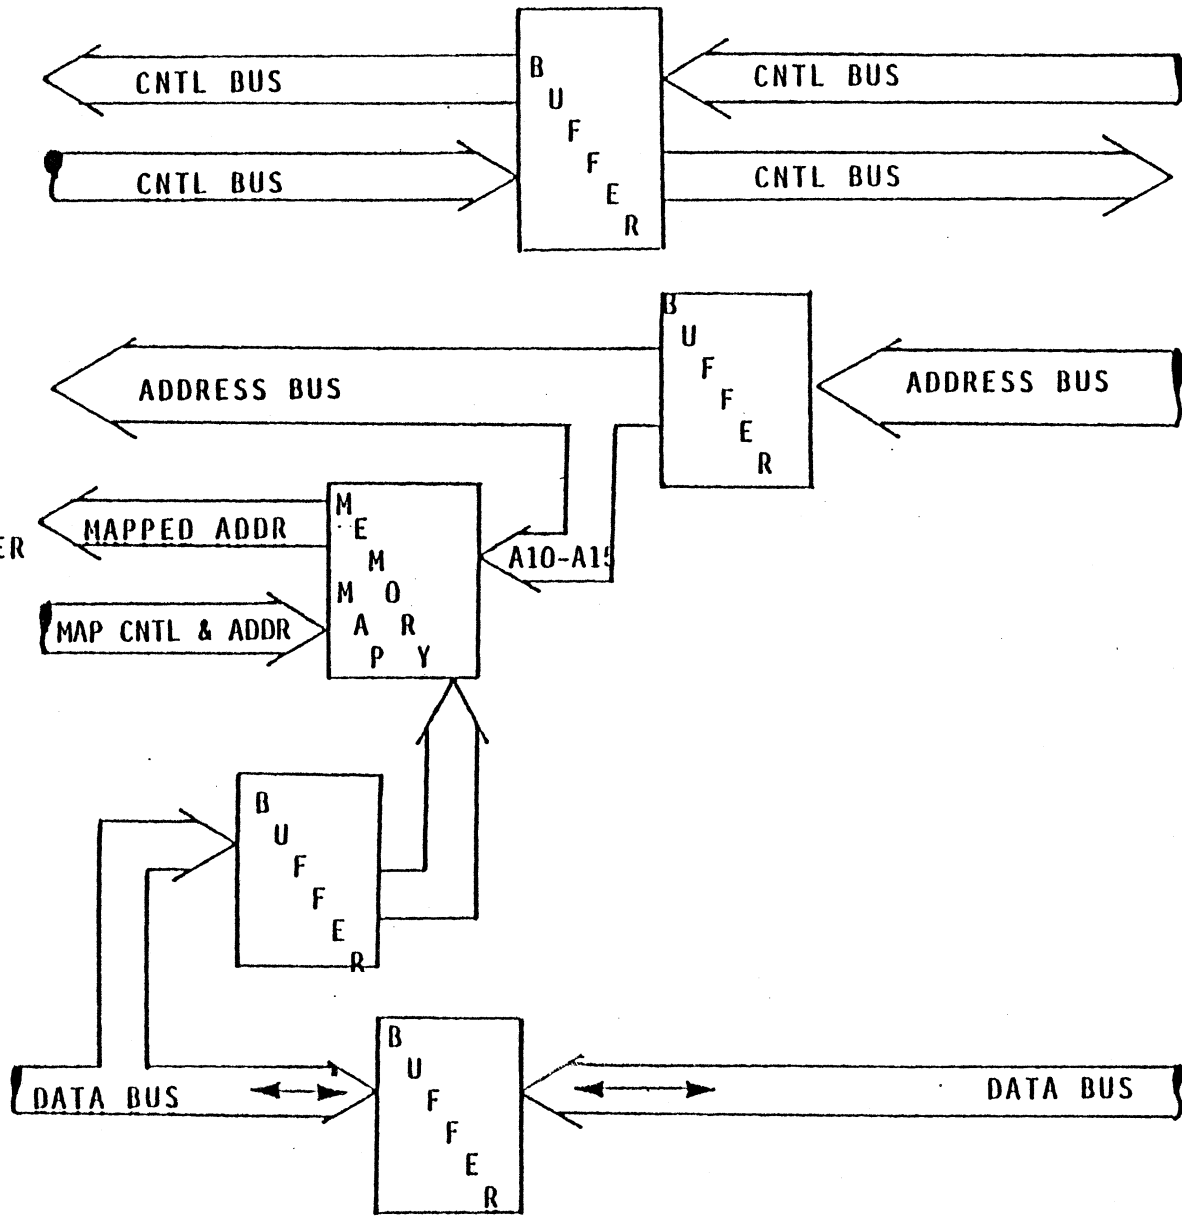 CNTL BUS
BUFFER
CNTL BUS
CNTL BUS
CNTL BUS
BUFFER
ADDRESS BUS
ADDRESS BUS
MAPPED ADDR
ER
MEMORY
MAP
A10-A15
MAP CNTL & ADDR
BUFFER
BUFFER
DATA BUS
DATA BUS